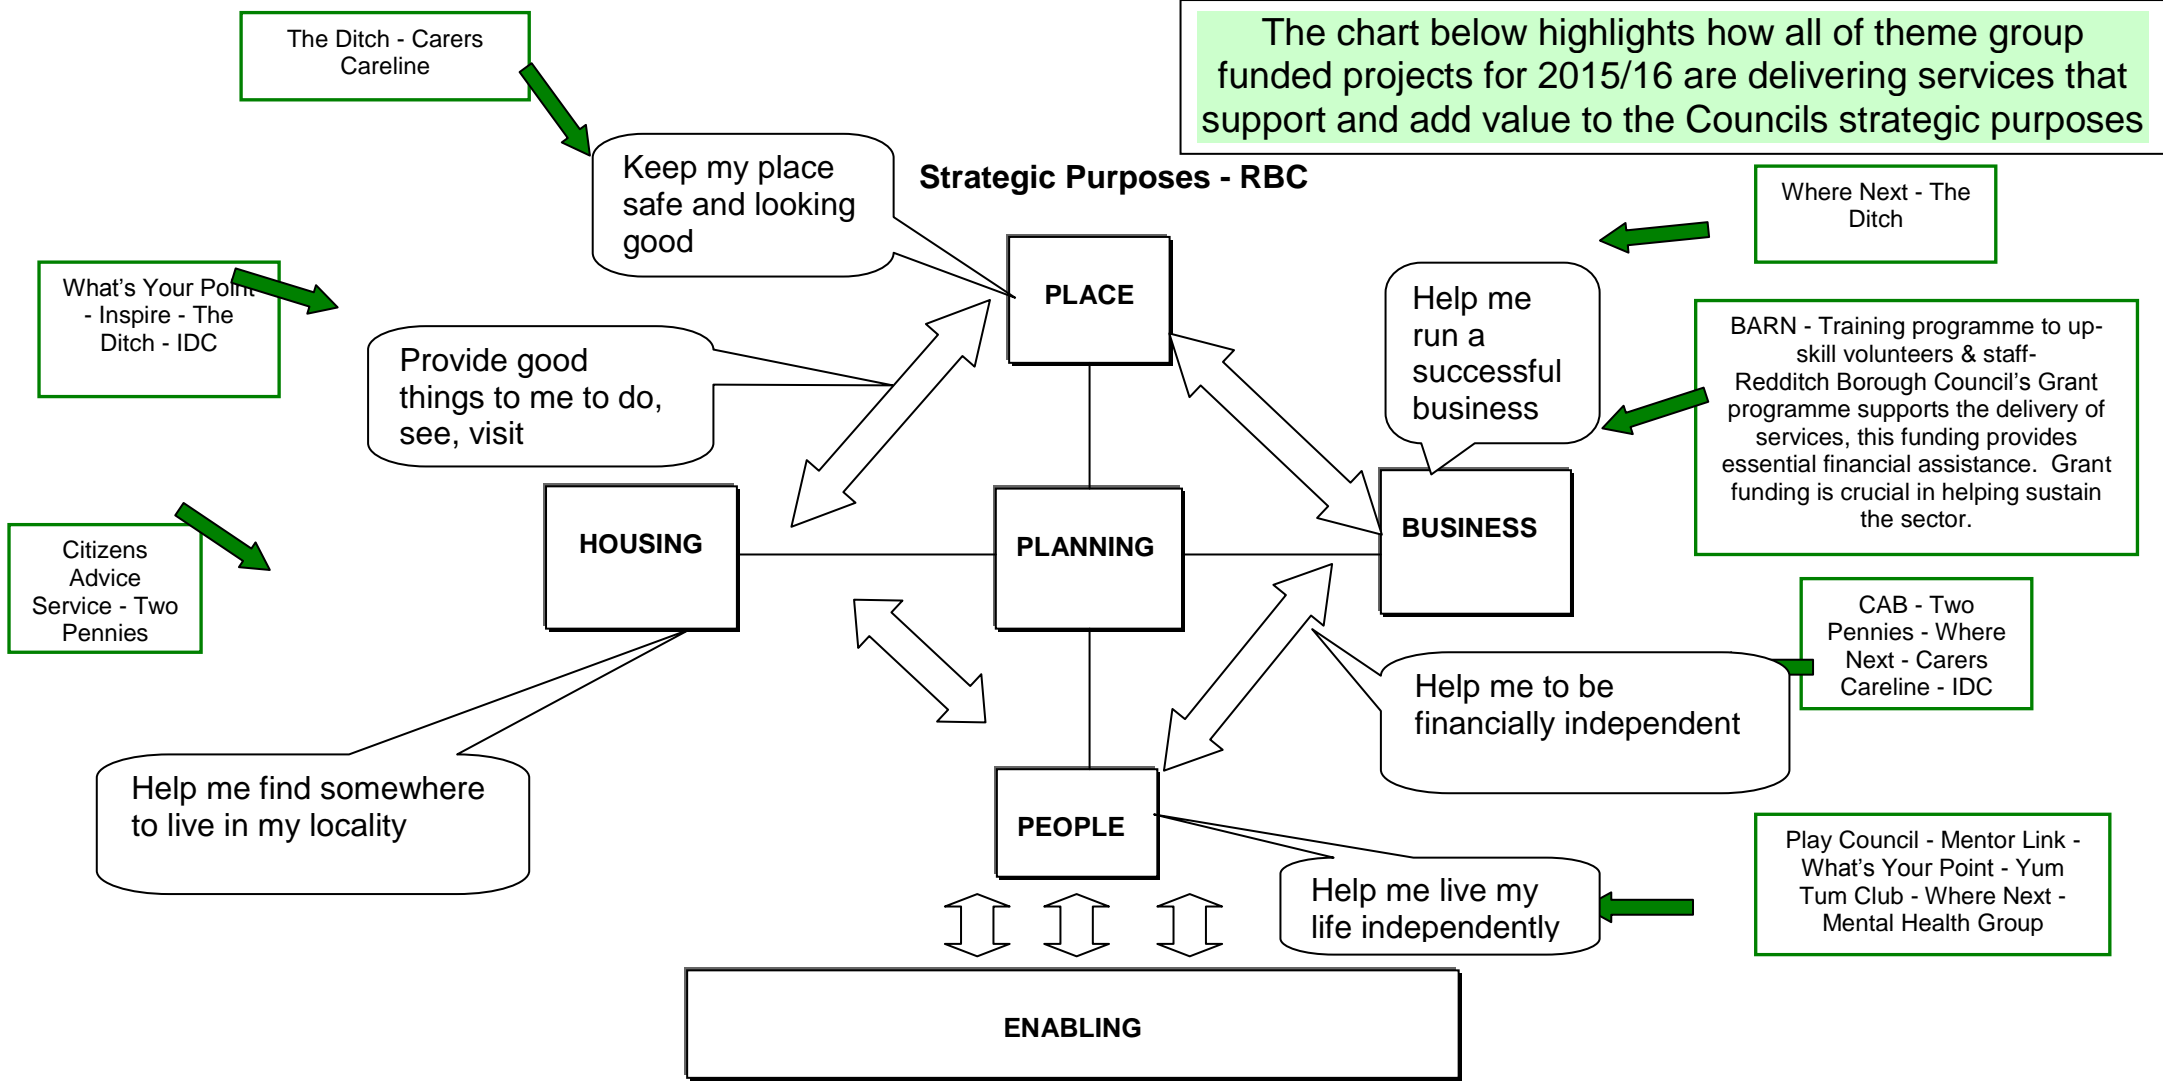 The Ditch - Carers
Careline
The chart below highlights how all of theme group
funded projects for 2015/16 are delivering services that
support and add value to the Councils strategic purposes
Keep my place
safe and looking
good
Strategic Purposes - RBC
Where Next - The
Ditch
What's Your Point
- Inspire - The
Ditch - IDC
PLACE
Help me
run a
successful
business
Provide good
things to me to do,
see, visit
BARN - Training programme to up-
skill volunteers & staff-
Redditch Borough Council's Grant
programme supports the delivery of
services, this funding provides
essential financial assistance.  Grant
funding is crucial in helping sustain
the sector.
Citizens
Advice
Service - Two
Pennies
HOUSING
PLANNING
BUSINESS
CAB - Two
Pennies - Where
Next - Carers
Careline - IDC
Help me to be
financially independent
Help me find somewhere
to live in my locality
PEOPLE
Help me live my
life independently
Play Council - Mentor Link -
What's Your Point - Yum
Tum Club - Where Next -
Mental Health Group
ENABLING